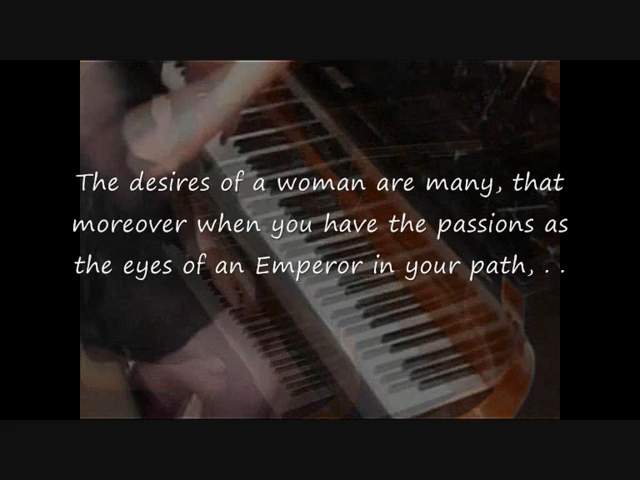 The desires of a woman are many, that
moreover when you have the passions as
the eyes of an Emperor in your path, . .